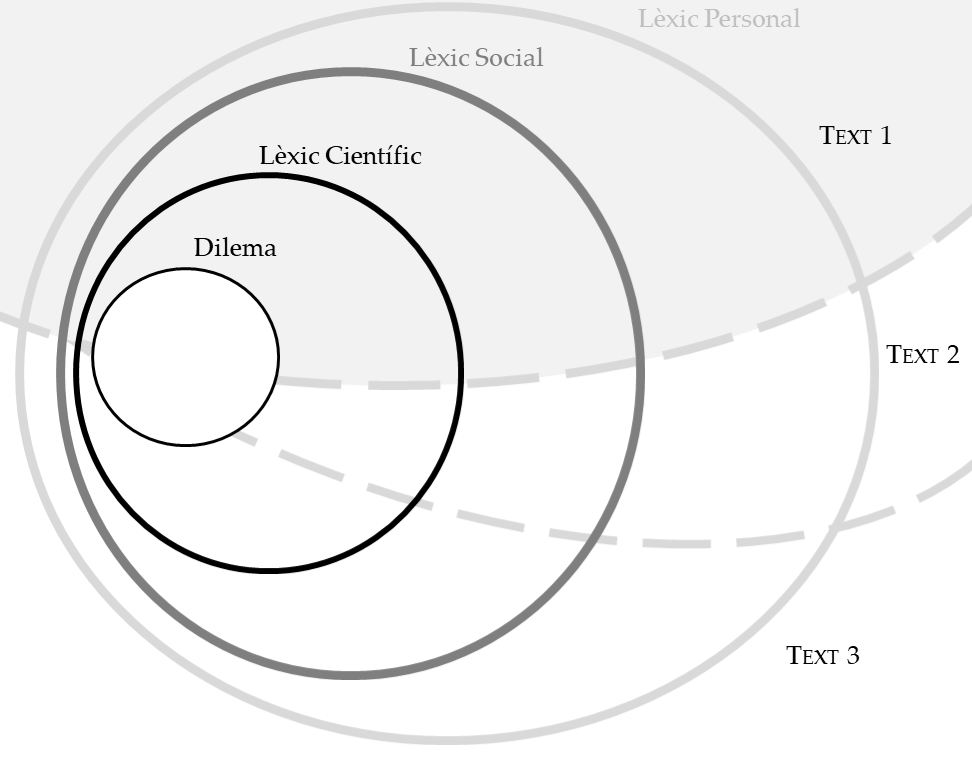 Lèxic Personal
Lèxic Social
Text 1
Lèxic Científic
Dilema
Text 2
Text 3